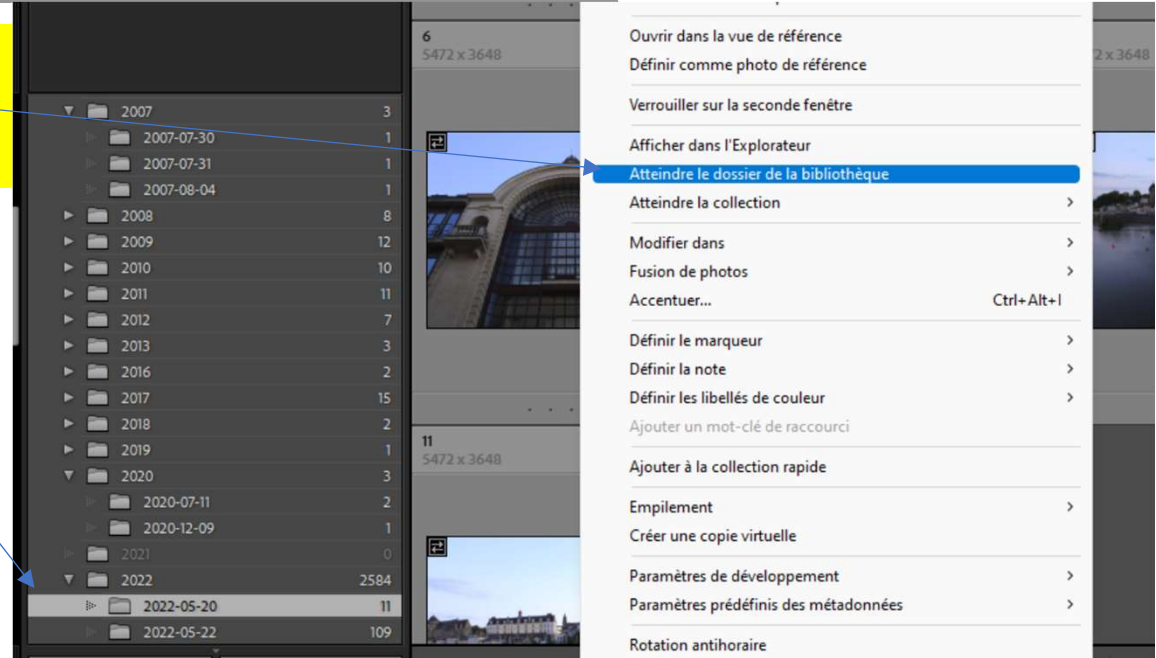 2007 3
2007-07-30 1
2007-07-31 1
2007-08-04 1
2008 8
2009 12
2010 10
2011 11
2012 7
2013 3
2016 2
2017 15
2018 2
2019 1
2020 3
2020-07-11 2
2020-12-09 1
2021 0
2022 2584
2022-05-20 11
2022-05-22 109
6
5472 x 3648
11
5472 x 3648
Ouvrir dans la vue de référence
Définir comme photo de référence
Verrouiller sur la seconde fenêtre
Afficher dans l'Explorateur
Atteindre le dossier de la bibliothèque
Atteindre la collection
Modifier dans
Fusion de photos
Accentuer... Ctrl+Alt+I
Définir le marqueur
Définir la note
Définir les libellés de couleur
Ajouter un mot-clé de raccourci
Ajouter à la collection rapide
Empilement
Créer une copie virtuelle
Paramètres de développement
Paramètres prédéfinis des métadonnées
Rotation antihoraire
2 x 3648